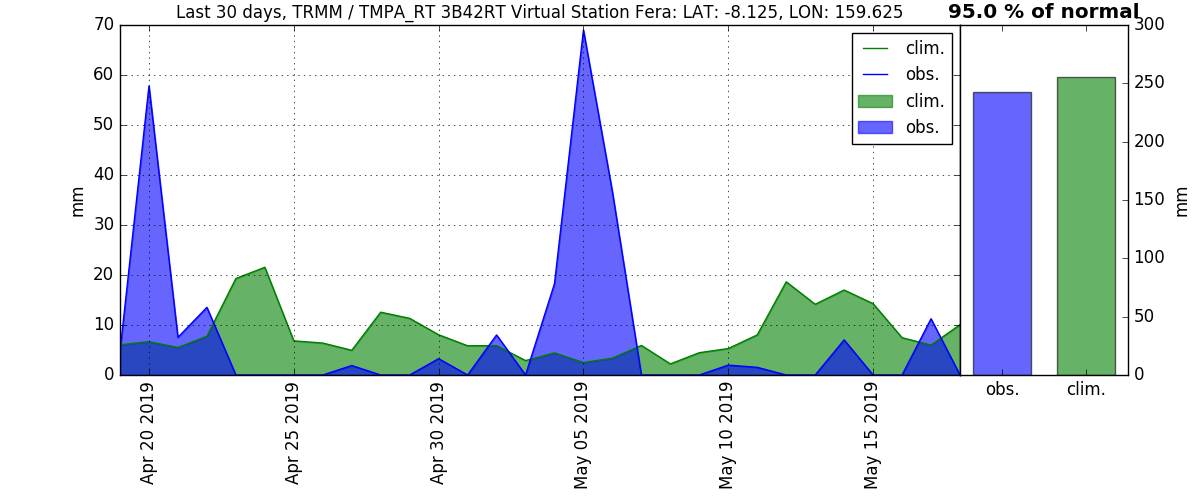 Last 30 days, TRMM / TMPA_RT 3B42RT Virtual Station Fera: LAT: -8.125, LON: 159.625
95.0 % of normal
70
60
50
40
30
20
10
0
mm
clim.
obs.
clim.
obs.
Apr 20 2019
Apr 25 2019
Apr 30 2019
May 05 2019
May 10 2019
May 15 2019
300
250
200
150
100
50
0
mm
obs.
clim.